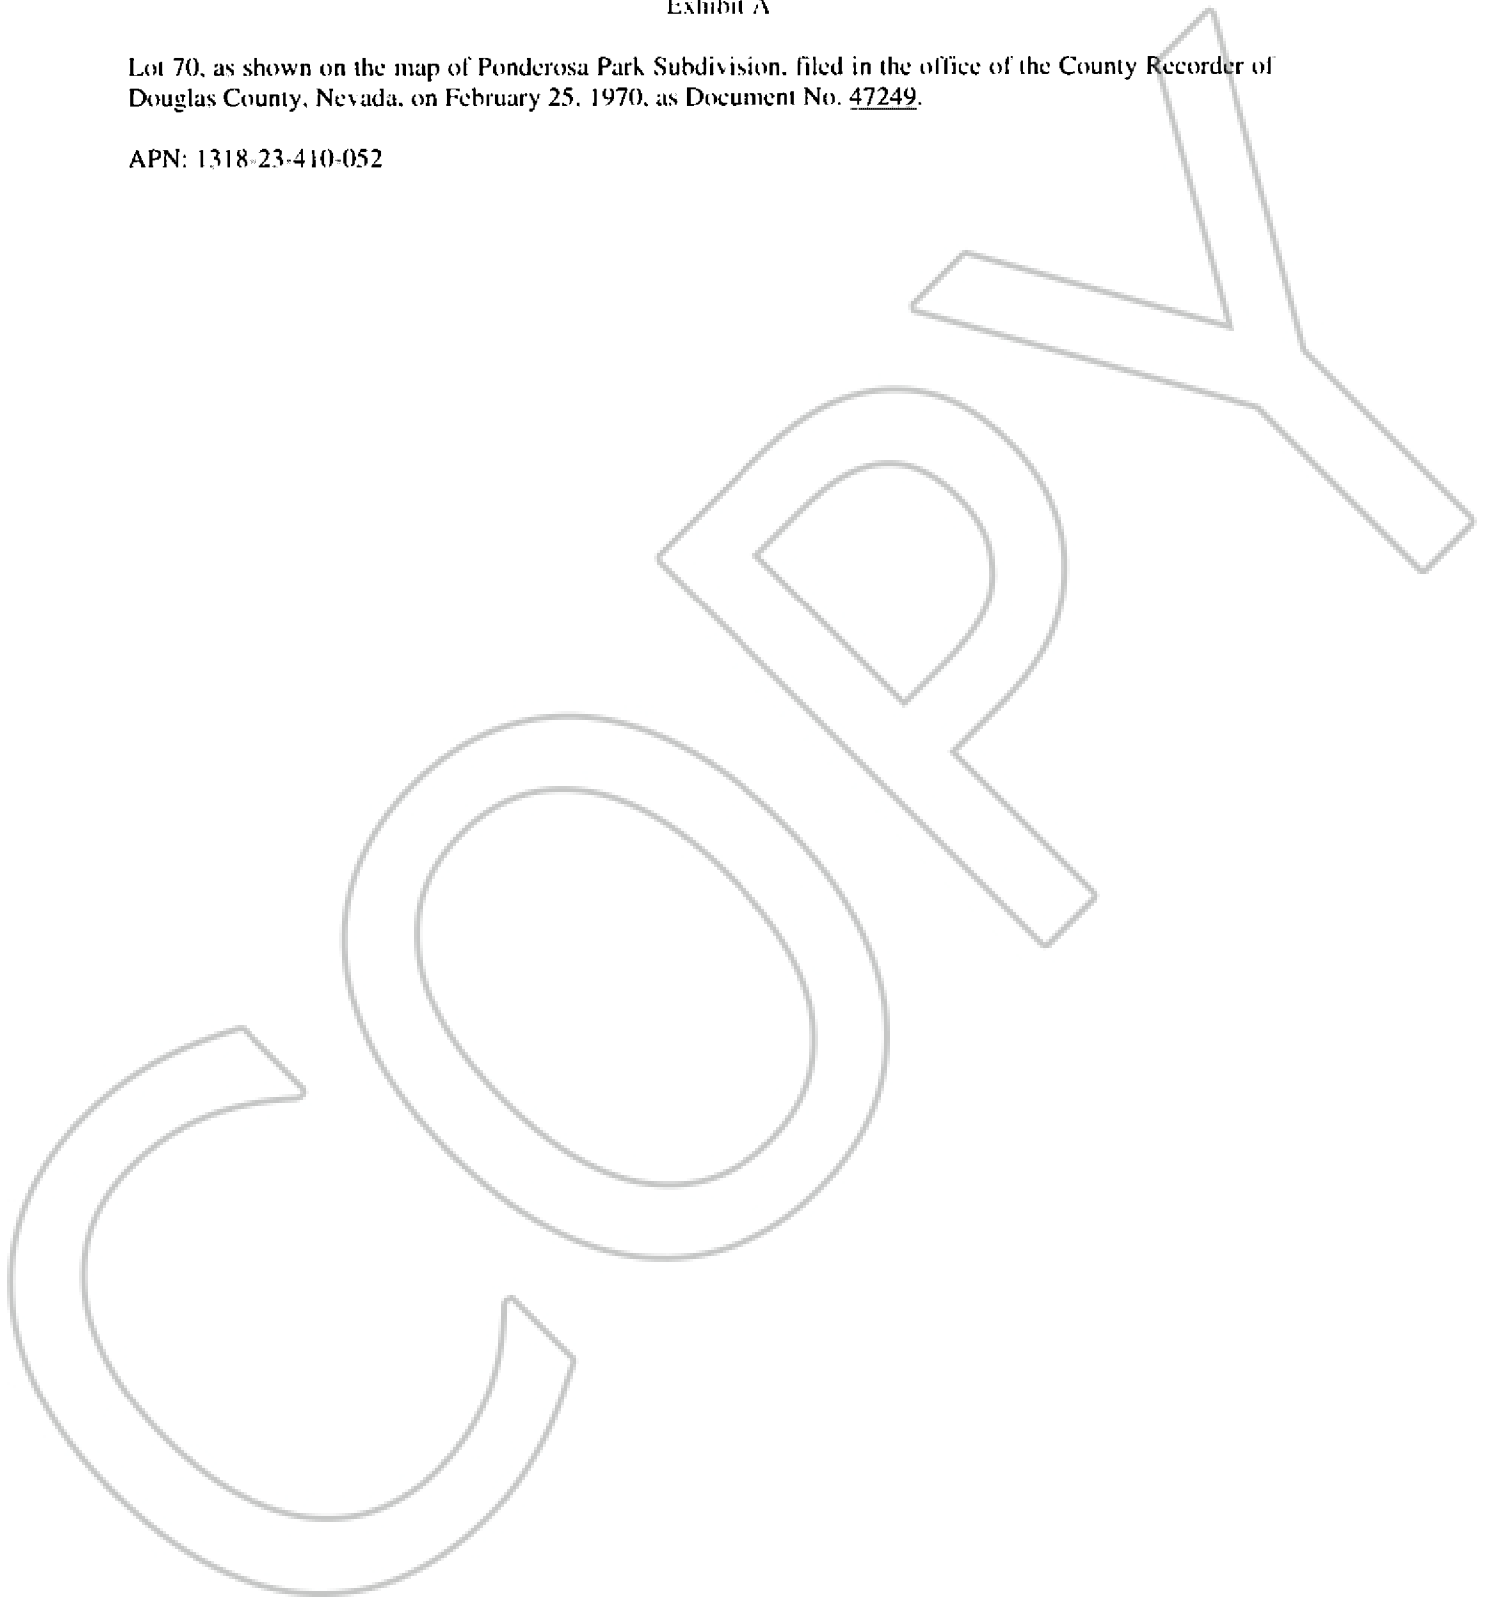 Exhibit A
Lot 70, as shown on the map of Ponderosa Park Subdivision, filed in the office of the County Recorder of
Douglas County, Nevada, on February 25, 1970, as Document No. 47249.
APN: 1318-23-410-052
COPY